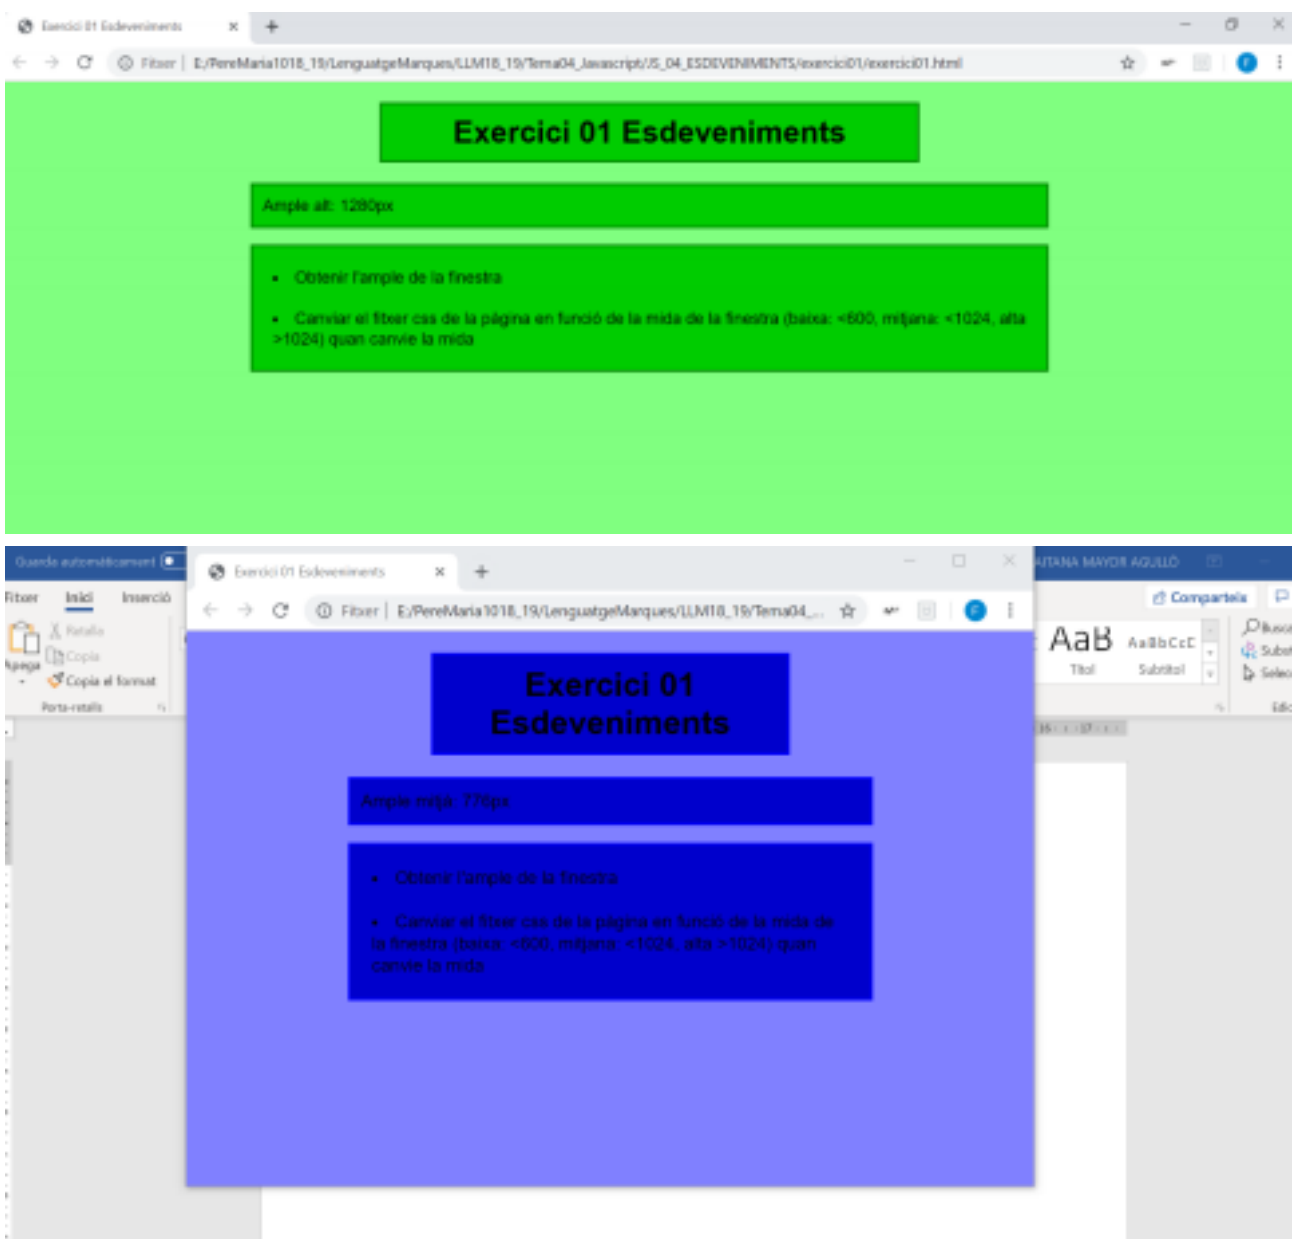 Exercici 01 Esdeveniments
Fitxer | E:/PereMaria1018_19/LenguatgeMarques/LLM18_19/Tema04_Javascript/JS_04_ESDEVENIMENTS/exercici01/exercici01.html
Exercici 01 Esdeveniments
Ample alt: 1280px
• Obtenir l'ample de la finestra
• Canviar el fitxer css de la pàgina en funció de la mida de la finestra (baixa: <600, mitjana: <1024, alta
>1024) quan canvie la mida
Guarda automàticament
Exercici 01 Esdeveniments
AITANA MAYOR AGULLÓ
Fitxer Inici Inserció
Fitxer | E:/PereMaria1018_19/LenguatgeMarques/LLM18_19/Tema04_...
Comparteix
Retalla
Copia
Apega
Copia el format
Porta-retalls
AaB AaBbCcC
Títol Subtítol
Exercici 01
Esdeveniments
Ample mitjà: 776px
• Obtenir l'ample de la finestra
• Canviar el fitxer css de la pàgina en funció de la mida de
la finestra (baixa: <600, mitjana: <1024, alta >1024) quan
canvie la mida